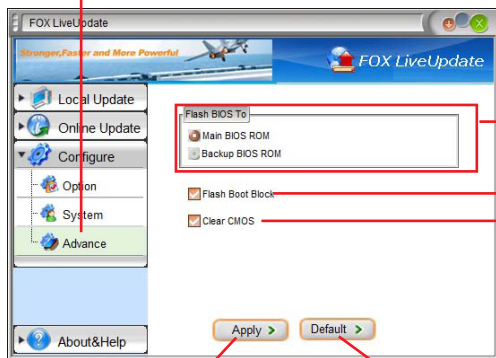 FOX LiveUpdate
Stronger,Faster and More Powerful
FOX LiveUpdate
Local Update
Online Update
Configure
Option
System
Advance
About&Help
Flash BIOS To
Main BIOS ROM
Backup BIOS ROM
Flash Boot Block
Clear CMOS
Apply >
Default >